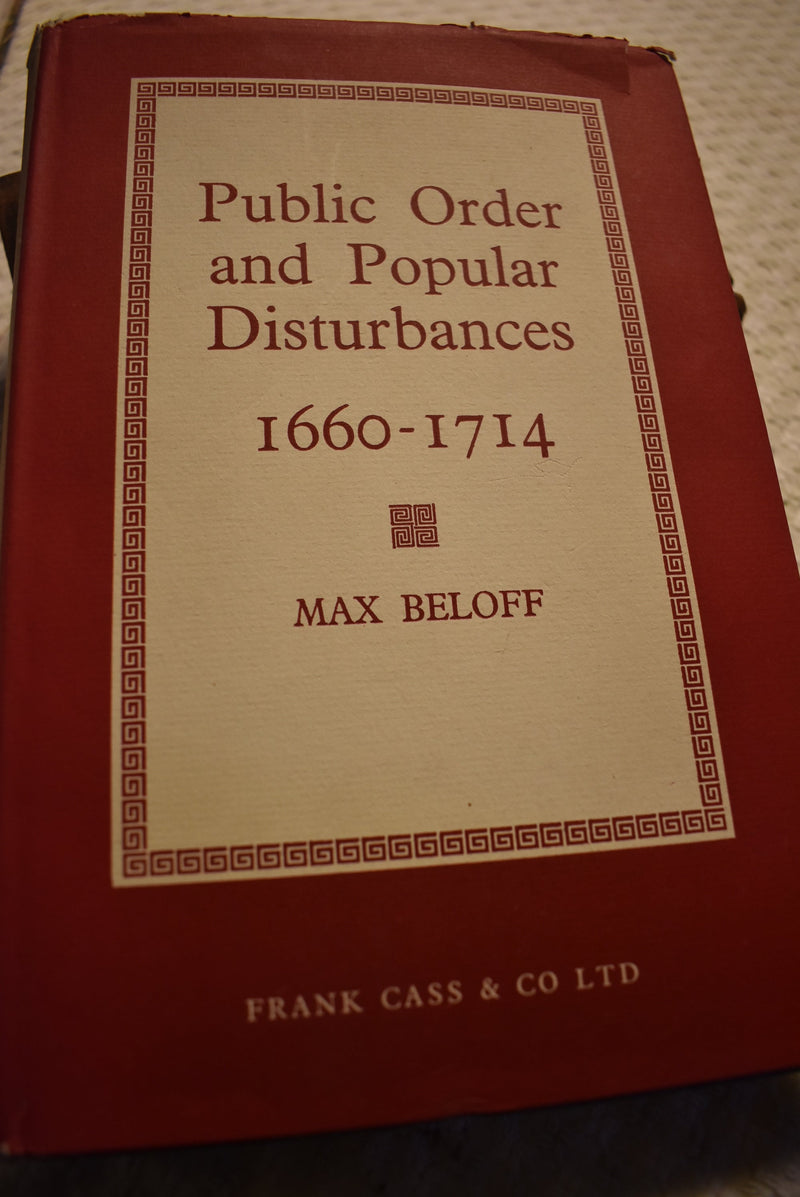 Public Order
and Popular
Disturbances
1660-1714
MAX BELOFF
FRANK CASS & CO LTD